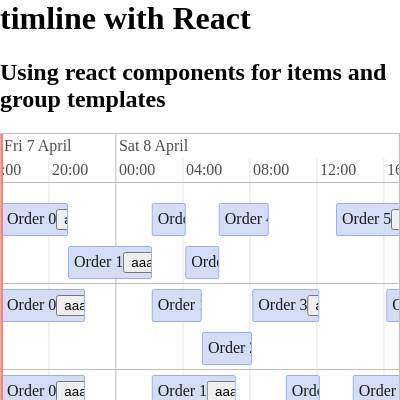 timline with React
Using react components for items and
group templates
Fri 7 April Sat 8 April
:00 20:00 00:00 04:00 08:00 12:00
Order 0 Order Order 5
Order 1 aaa
Order 0 aaa Order Order 3
Order
Order 0 aaa Order 1 aaa Order